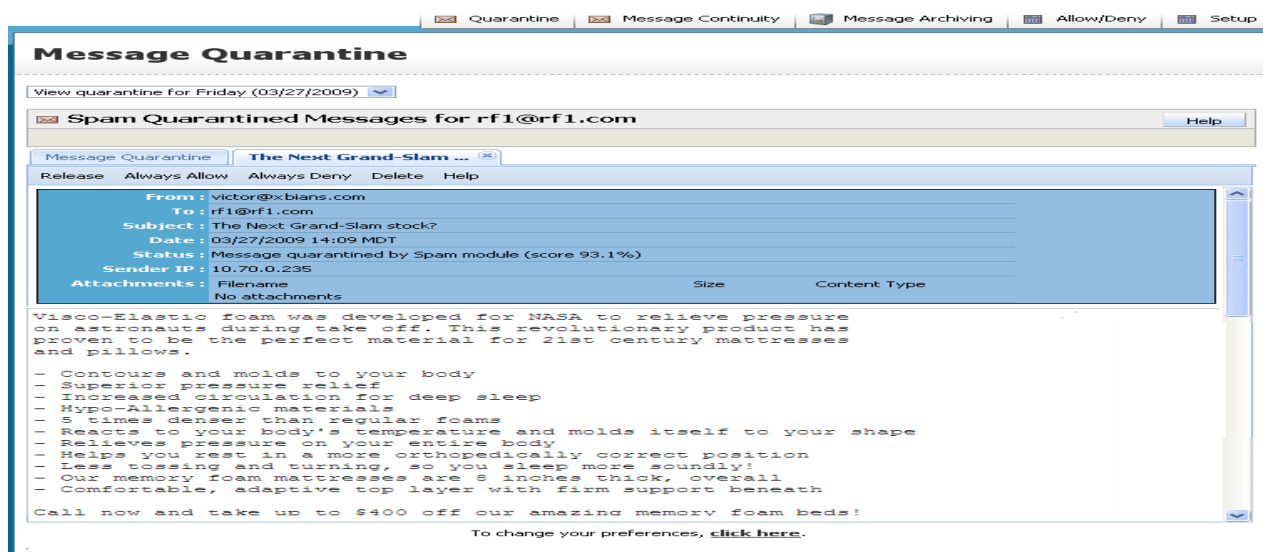 Quarantine Message Continuity Message Archiving Allow/Deny Setup
Message Quarantine
View quarantine for Friday (03/27/2009)
Spam Quarantined Messages for rf1@rf1.com Help
Message Quarantine The Next Grand-Slam ...
Release Always Allow Always Deny Delete Help
From : victor@xbians.com
To : rf1@rf1.com
Subject : The Next Grand-Slam stock?
Date : 03/27/2009 14:09 MDT
Status : Message quarantined by Spam module (score 93.1%)
Sender IP : 10.70.0.235
Attachments : Filename Size Content Type
No attachments
Visco-Elastic foam was developed for NASA to relieve pressure
on astronauts during take off. This revolutionary product has
proven to be the perfect material for 21st century mattresses
and pillows.
- Contours and molds to your body
- Superior pressure relief
- Increased circulation for deep sleep
- Hypo-Allergenic materials
- 5 times denser than regular foams
- Reacts to your body's temperature and molds itself to your shape
- Relieves pressure on your entire body
- Helps you rest in a more orthopedically correct position
- Less tossing and turning, so you sleep more soundly!
- Our memory foam mattresses are 8 inches thick, overall
- Comfortable, adaptive top layer with firm support beneath
Call now and take up to $400 off our amazing memory foam beds!
To change your preferences, click here.